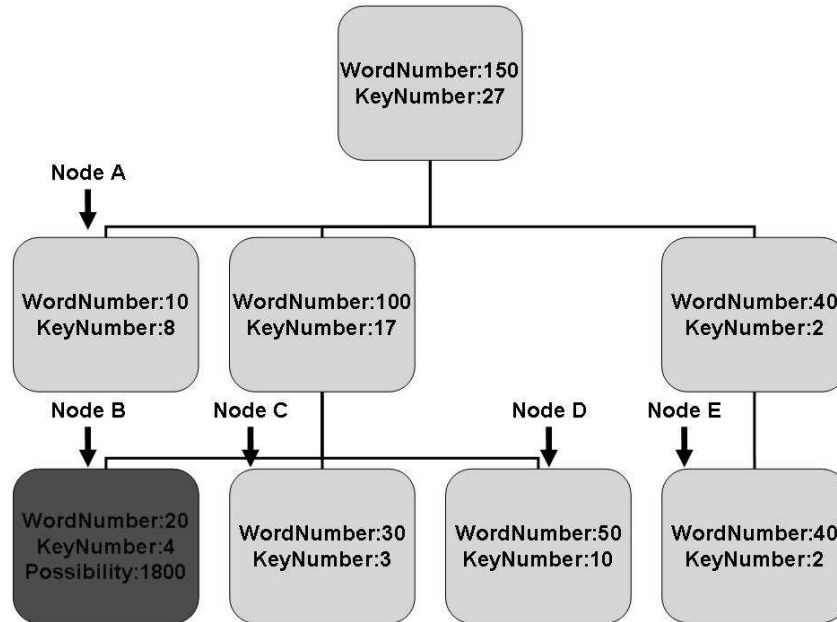 WordNumber:150
KeyNumber:27
Node A
WordNumber:10
KeyNumber:8
WordNumber:100
KeyNumber:17
WordNumber:40
KeyNumber:2
Node B
Node C
Node D
Node E
WordNumber:20
KeyNumber:4
Possibility:1800
WordNumber:30
KeyNumber:3
WordNumber:50
KeyNumber:10
WordNumber:40
KeyNumber:2